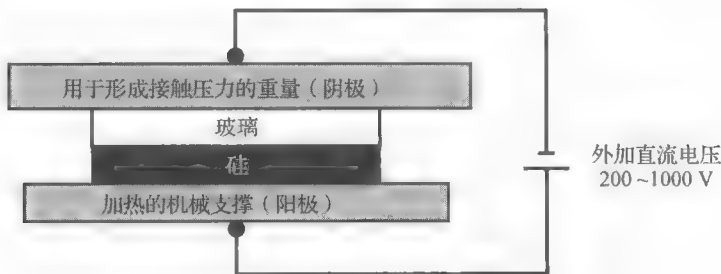 用于形成接触压力的重量（阴极）
玻璃
硅
加热的机械支撑（阳极）
外加直流电压
200~1000 V